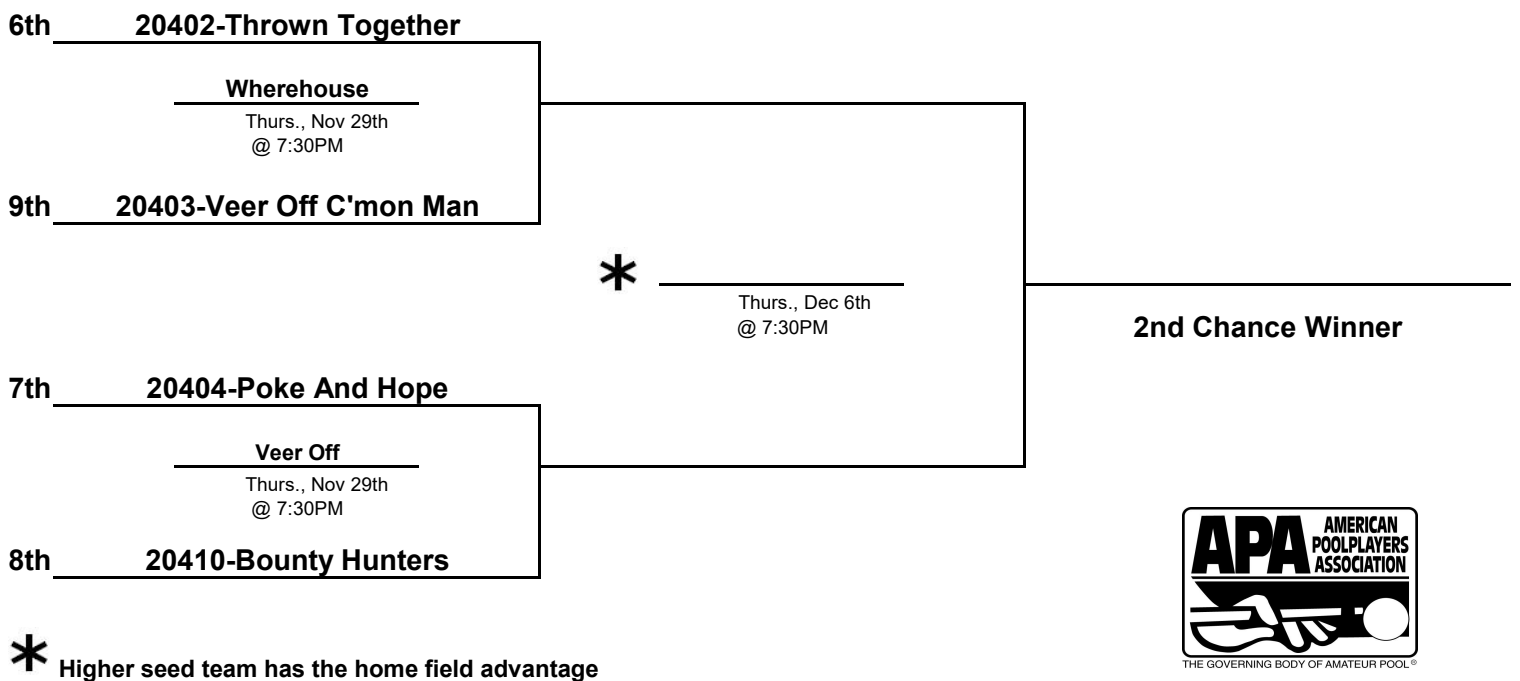 6th 20402-Thrown Together
Wherehouse
Thurs., Nov 29th
@ 7:30PM
9th 20403-Veer Off C'mon Man
*
Thurs., Dec 6th
@ 7:30PM
2nd Chance Winner
7th 20404-Poke And Hope
Veer Off
Thurs., Nov 29th
@ 7:30PM
8th 20410-Bounty Hunters
APA AMERICAN
POOLPLAYERS
ASSOCIATION
THE GOVERNING BODY OF AMATEUR POOL®
* Higher seed team has the home field advantage